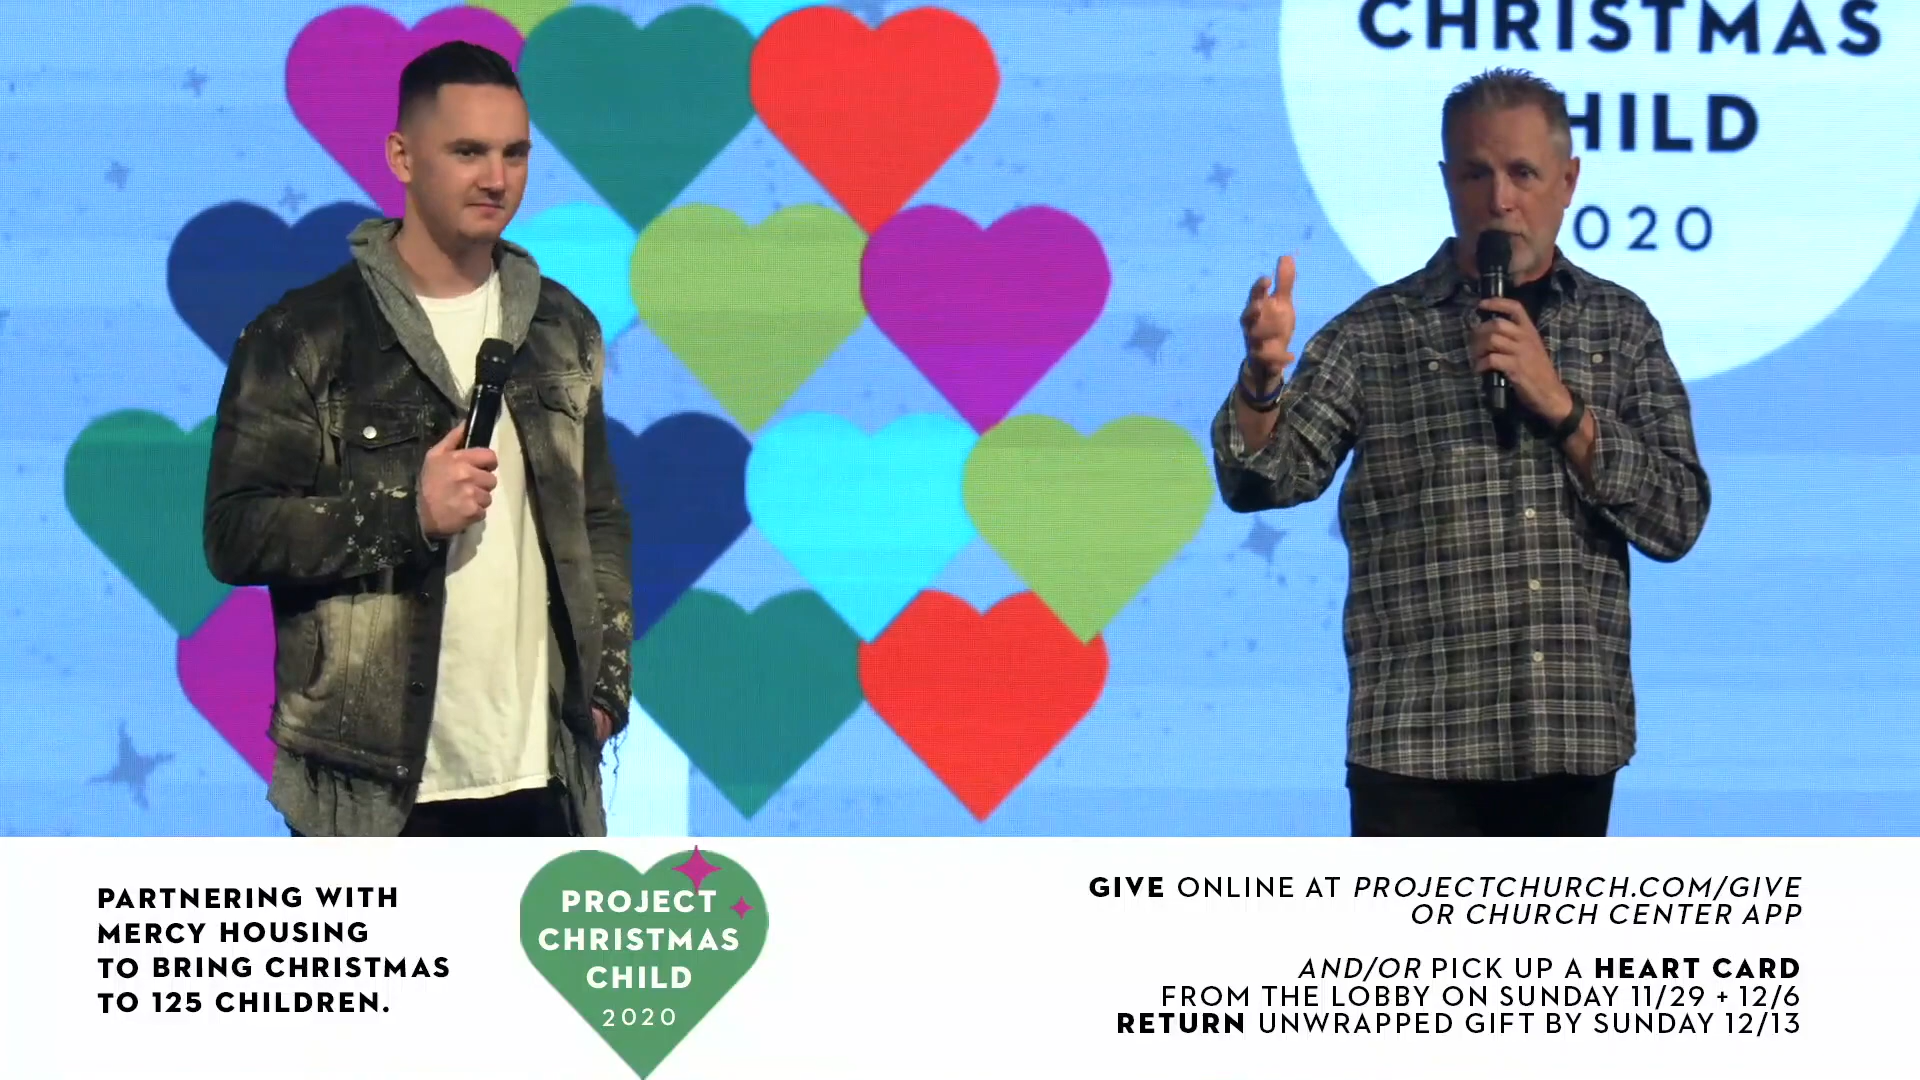 CHRISTMAS
HILD
020
PARTNERING WITH
MERCY HOUSING
TO BRING CHRISTMAS
TO 125 CHILDREN.
PROJECT
CHRISTMAS
CHILD
2020
GIVE ONLINE AT PROJECTCHURCH.COM/GIVE
OR CHURCH CENTER APP
AND/OR PICK UP A HEART CARD
FROM THE LOBBY ON SUNDAY 11/29 + 12/6
RETURN UNWRAPPED GIFT BY SUNDAY 12/13